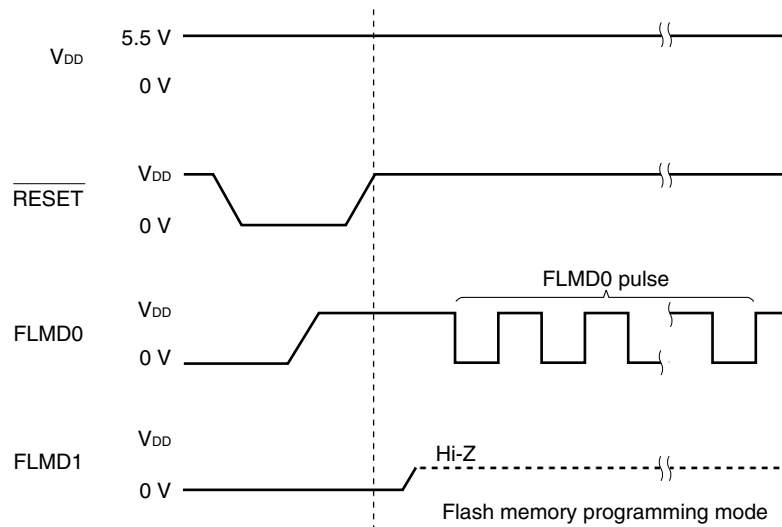 5.5 V
VDD
0 V
VDD
RESET
0 V
FLMD0 pulse
VDD
FLMD0
0 V
VDD
Hi-Z
FLMD1
0 V
Flash memory programming mode